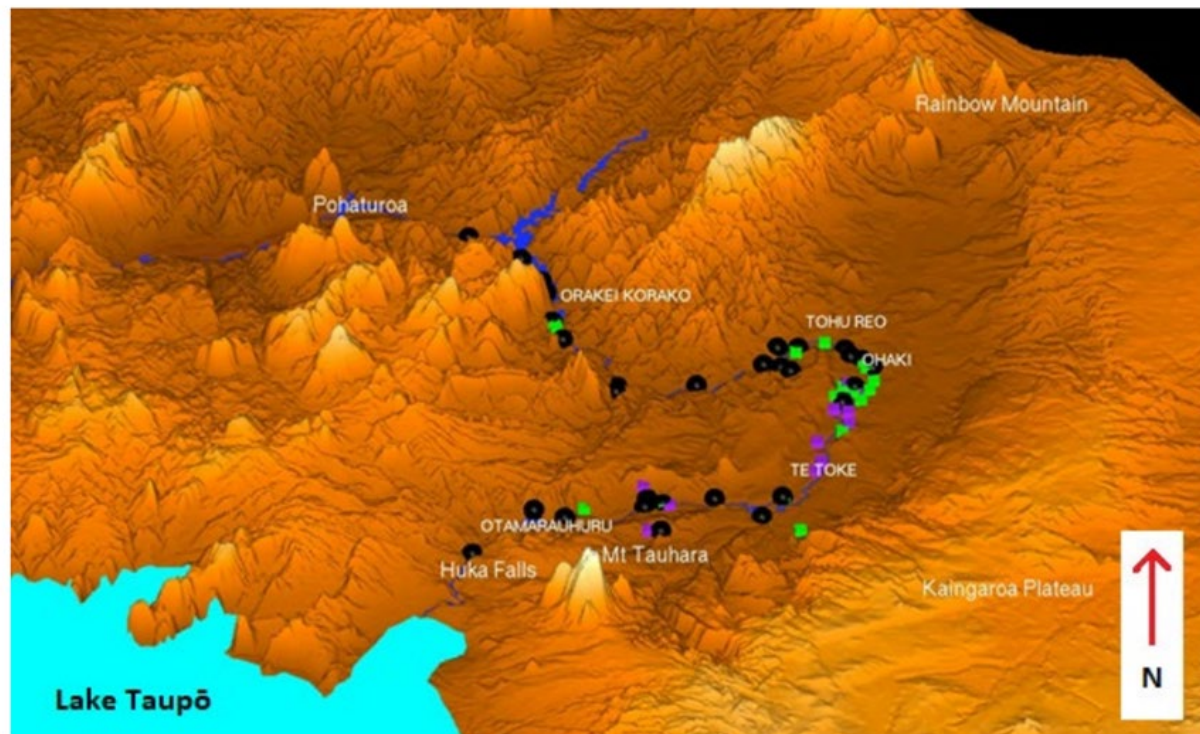 Rainbow Mountain
Pohaturoa
ORAKEI KORAKO
TOHU REO
OHAKI
TE TOKE
OTAMARAUHURU
Mt Tauhara
Huka Falls
Kaingaroa Plateau
N
Lake Taupō